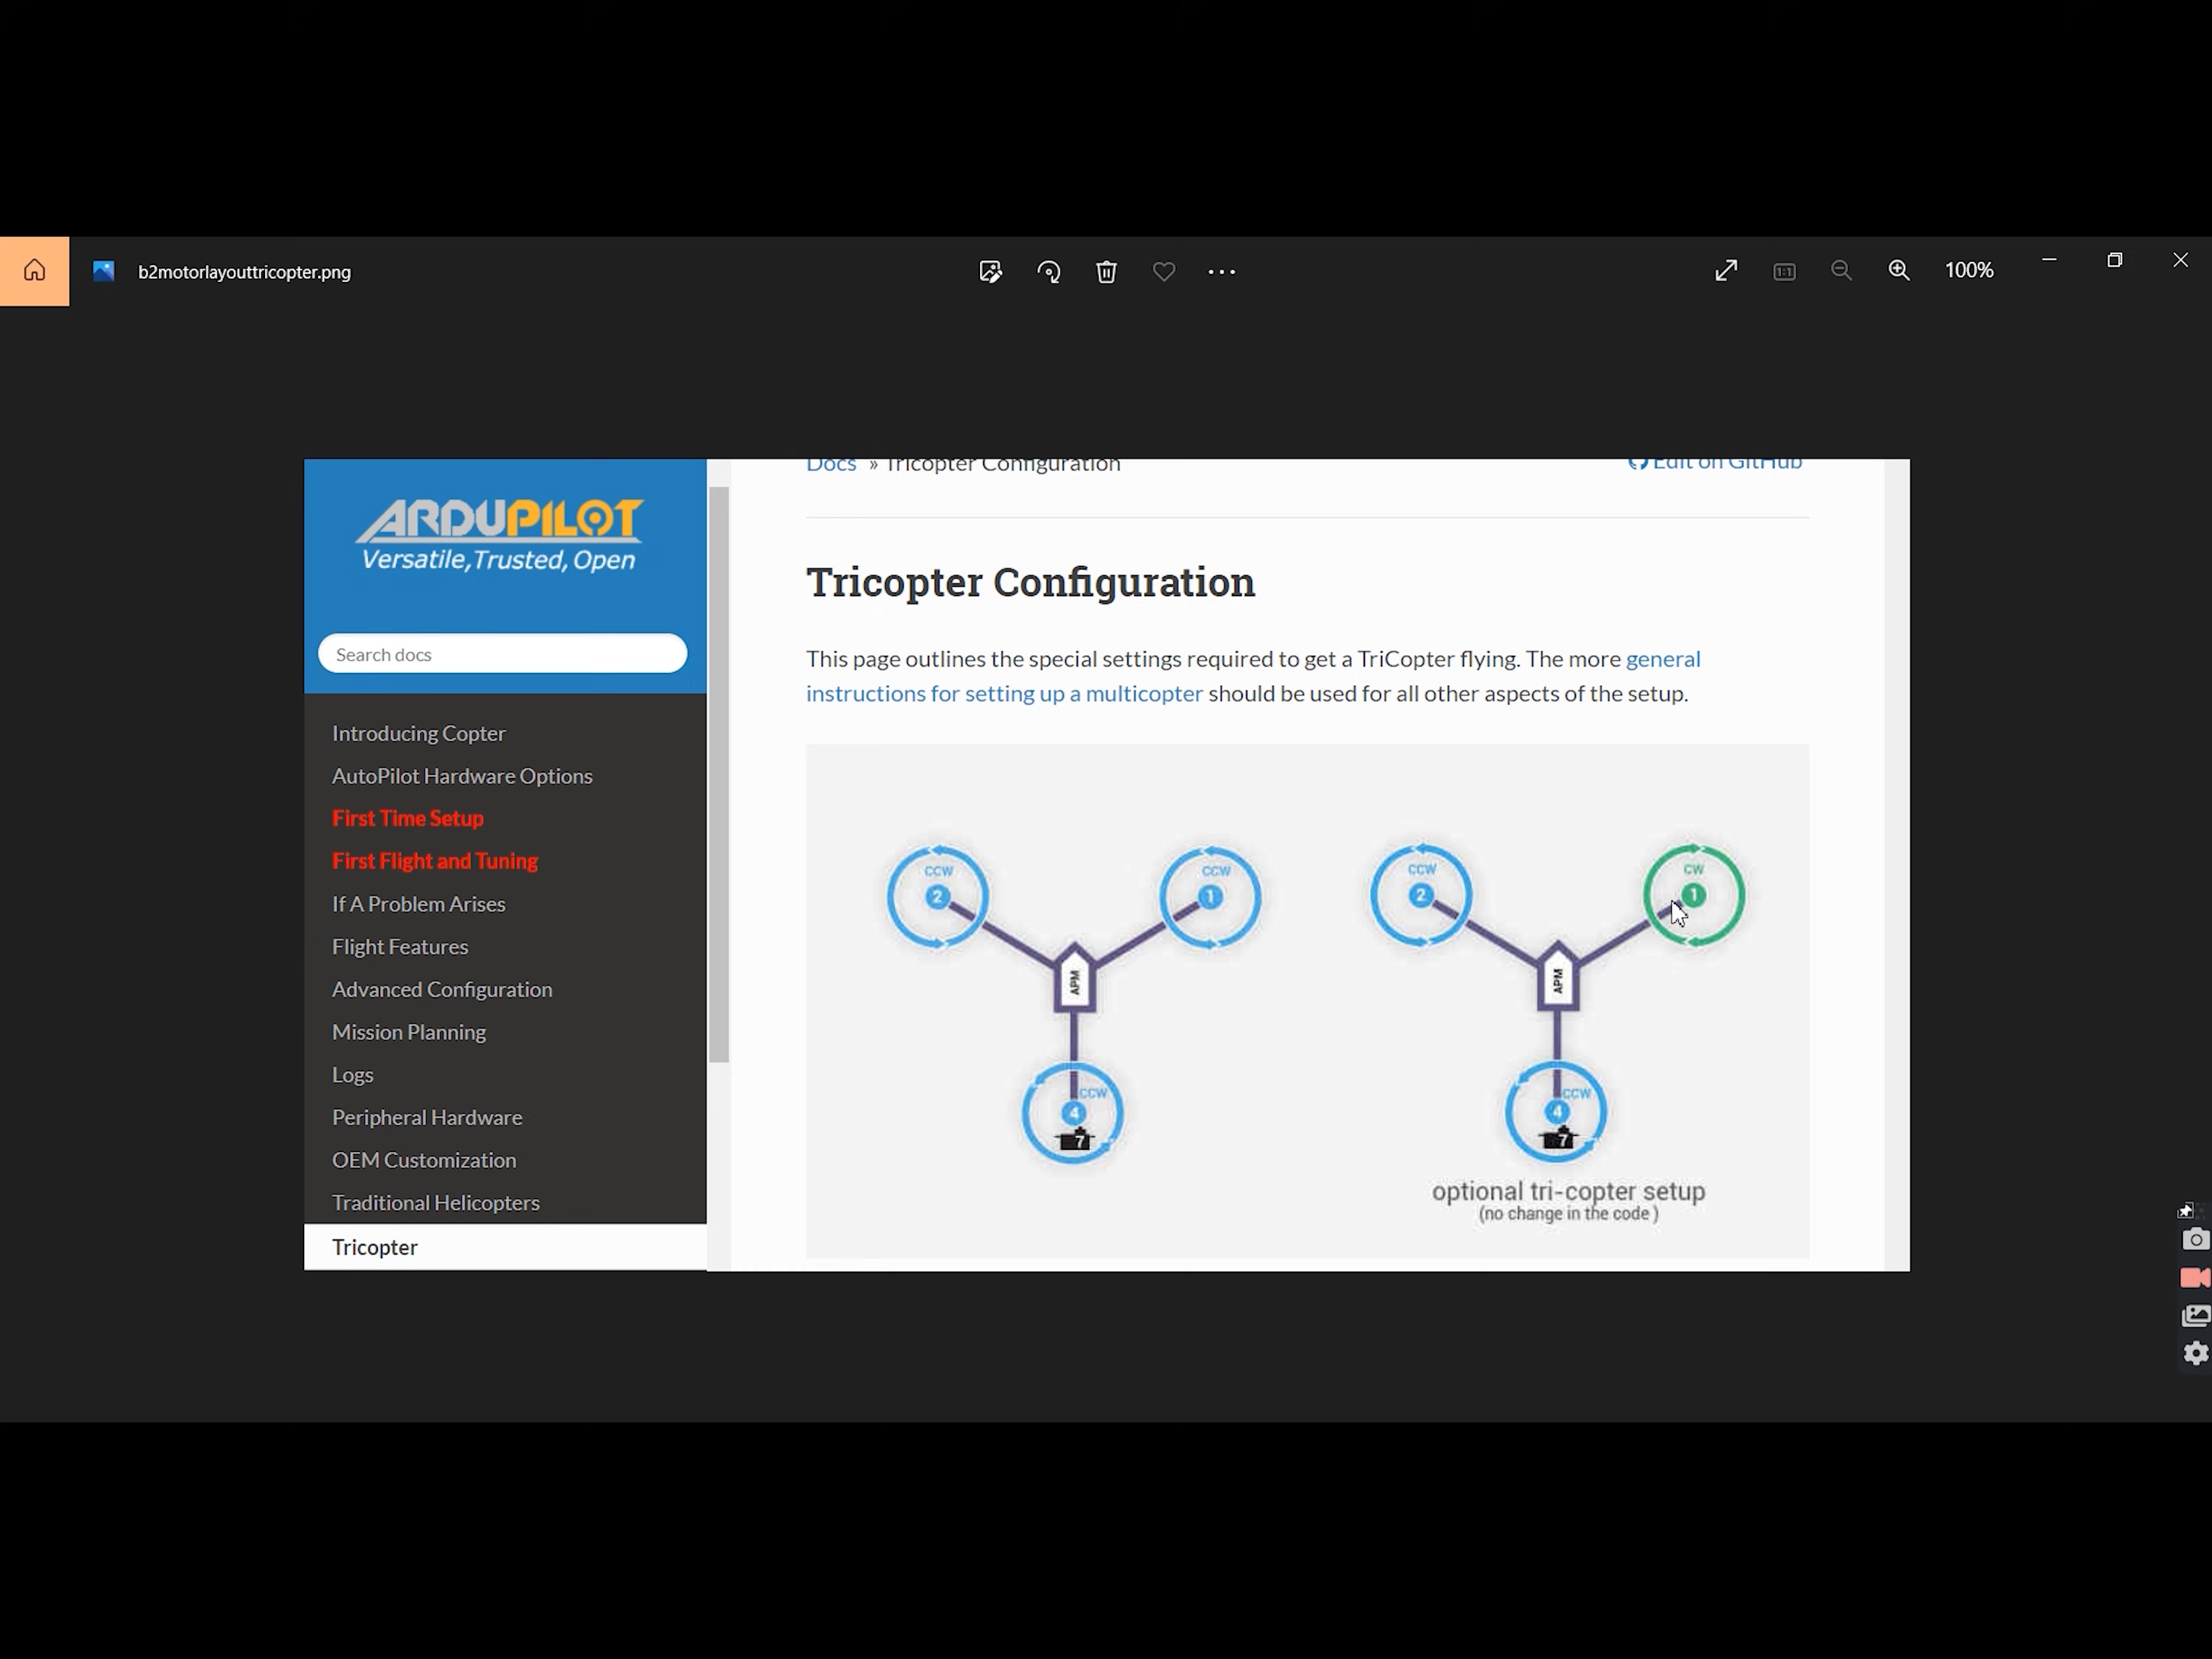 b2motorlayouttricopter.png
100%
Docs » Tricopter Configuration
Edit on GitHub
ARDUPILOT
Versatile, Trusted, Open
Search docs
Introducing Copter
AutoPilot Hardware Options
First Time Setup
First Flight and Tuning
If A Problem Arises
Flight Features
Advanced Configuration
Mission Planning
Logs
Peripheral Hardware
OEM Customization
Traditional Helicopters
Tricopter
Tricopter Configuration
This page outlines the special settings required to get a TriCopter flying. The more general
instructions for setting up a multicopter should be used for all other aspects of the setup.
CCW
2
CCW
1
APM
CCW
4
7
CCW
2
CW
1
APM
CCW
4
7
optional tri-copter setup
(no change in the code )